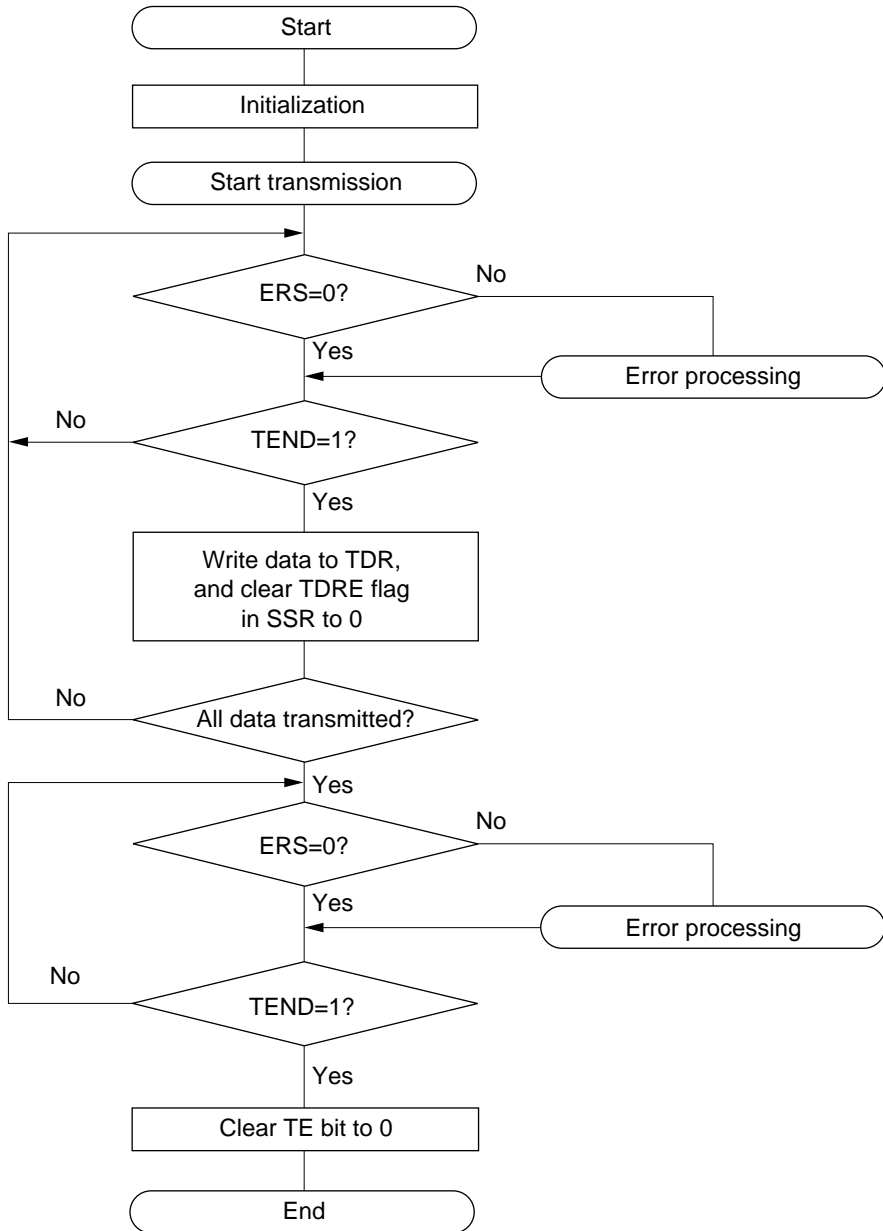 Start
Initialization
Start transmission
ERS=0?
No
Yes
Error processing
TEND=1?
No
Yes
Write data to TDR,
and clear TDRE flag
in SSR to 0
No
All data transmitted?
Yes
ERS=0?
No
Yes
Error processing
No
TEND=1?
Yes
Clear TE bit to 0
End